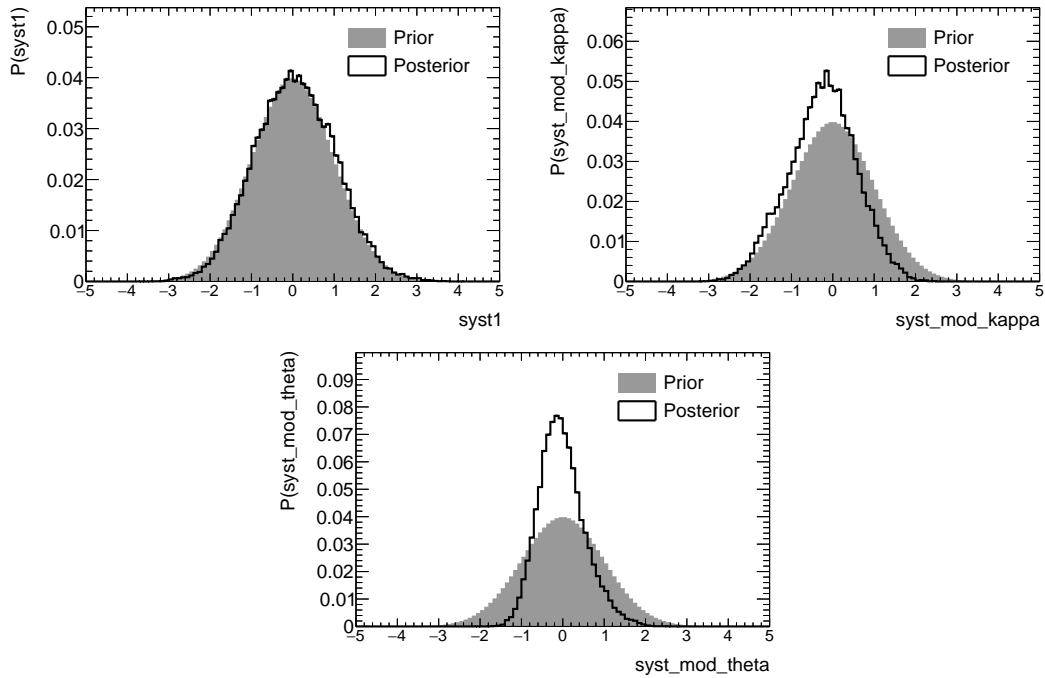 P(syst1)
0.05
0.04
0.03
0.02
0.01
0
Prior
Posterior
−5 −4 −3 −2 −1 0 1 2 3 4 5
syst1
P(syst_mod_kappa)
0.06
0.05
0.04
0.03
0.02
0.01
0
Prior
Posterior
−5 −4 −3 −2 −1 0 1 2 3 4 5
syst_mod_kappa
P(syst_mod_theta)
0.09
0.08
0.07
0.06
0.05
0.04
0.03
0.02
0.01
0
Prior
Posterior
−5 −4 −3 −2 −1 0 1 2 3 4 5
syst_mod_theta